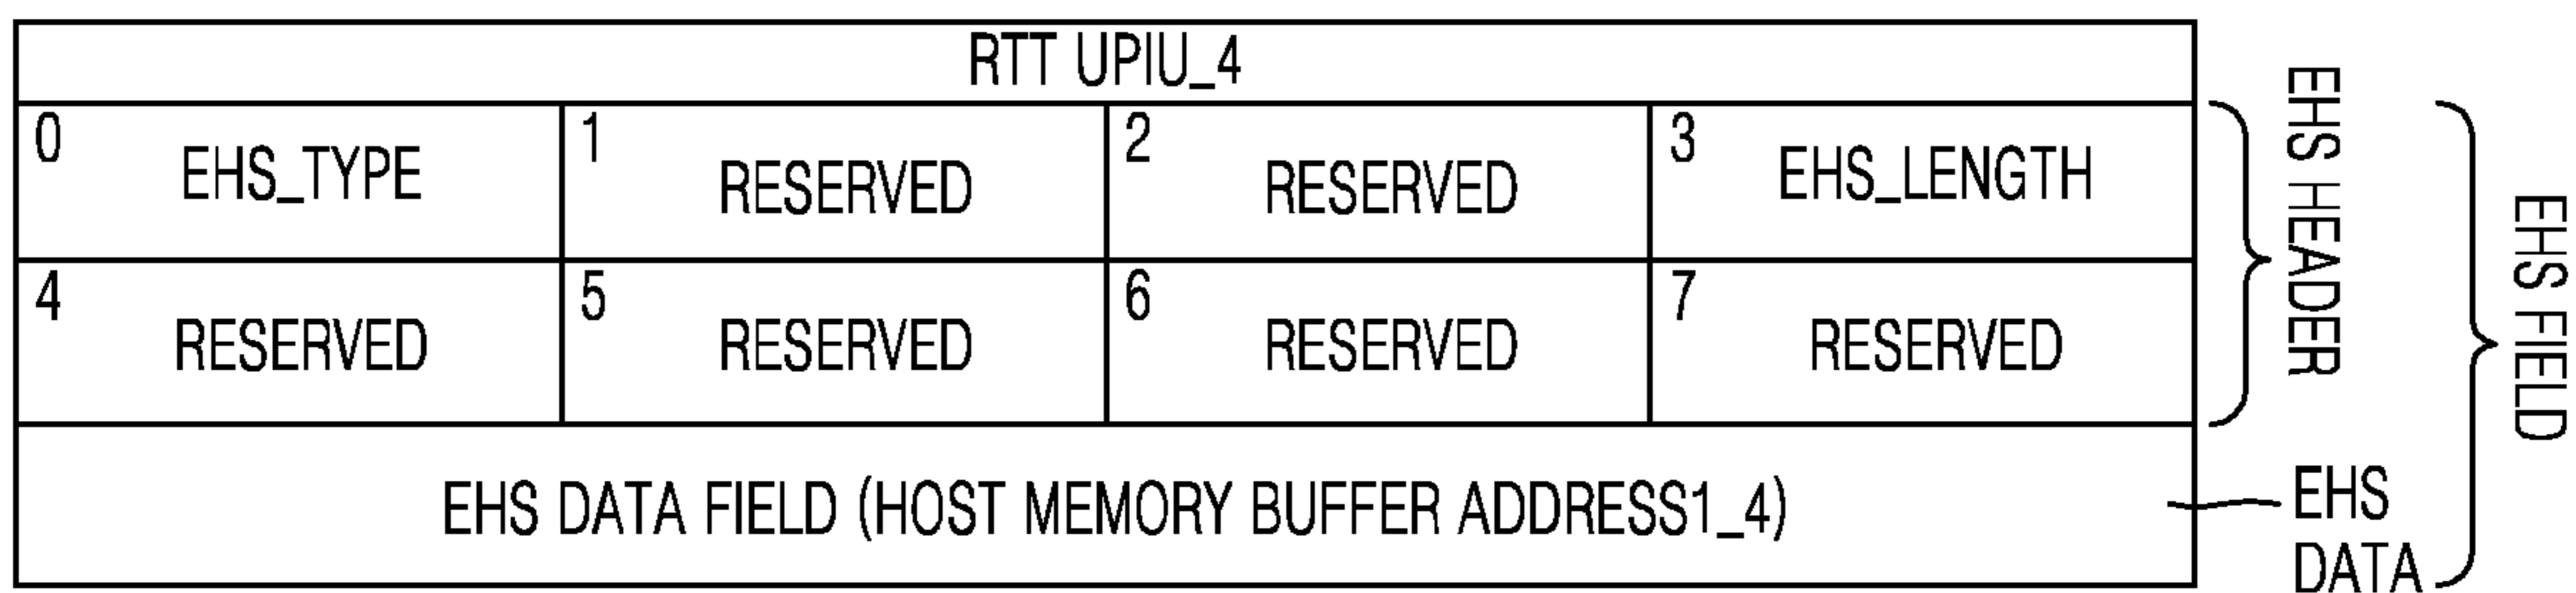 RTT UPIU_4
0 EHS_TYPE 1 RESERVED 2 RESERVED 3 EHS_LENGTH
4 RESERVED 5 RESERVED 6 RESERVED 7 RESERVED
EHS DATA FIELD (HOST MEMORY BUFFER ADDRESS1_4)
EHS HEADER
EHS DATA
EHS FIELD